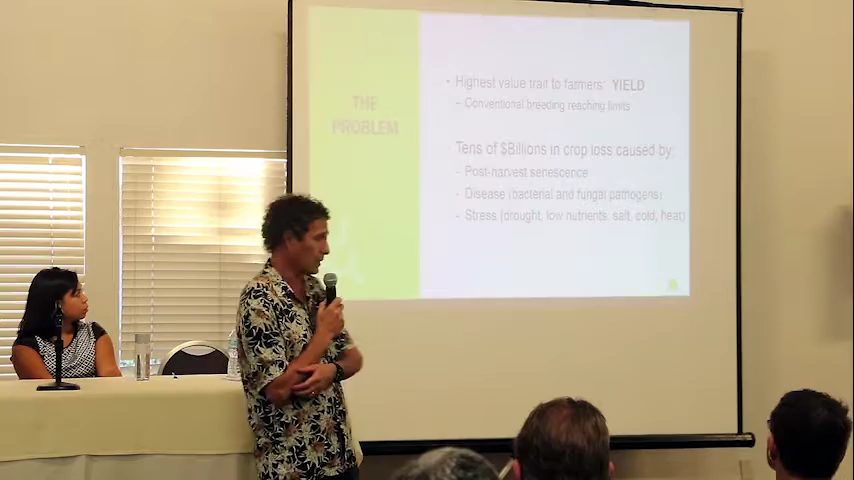 THE
PROBLEM
• Highest value trait to farmers: YIELD
– Conventional breeding reaching limits
Tens of $Billions in crop loss caused by:
– Post-harvest senescence
– Disease (bacterial and fungal pathogens)
– Stress (drought, low nutrients, salt, cold, heat)